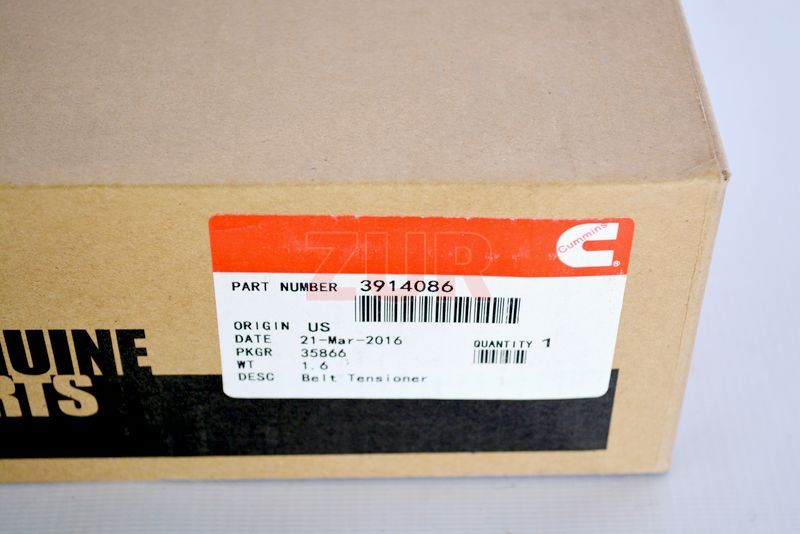 Cummins
ZUR
PART NUMBER 3914086
ORIGIN US
DATE 21-Mar-2016
QUANTITY 1
PKGR 35866
WT 1.6
DESC Belt Tensioner
UINE
RTS